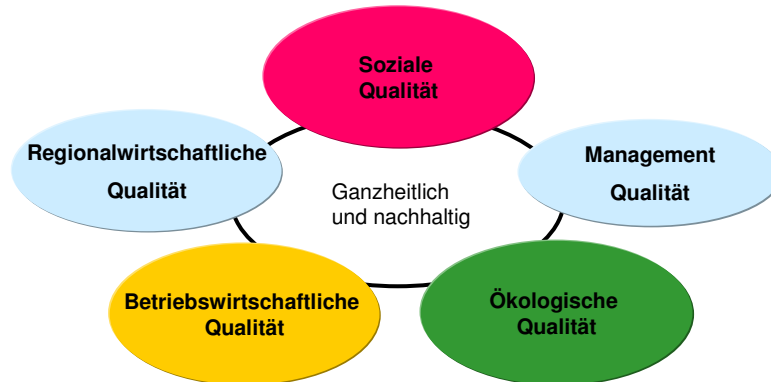 Soziale
Qualität
Regionalwirtschaftliche
Qualität
Management
Qualität
Ganzheitlich
und nachhaltig
Betriebswirtschaftliche
Qualität
Ökologische
Qualität